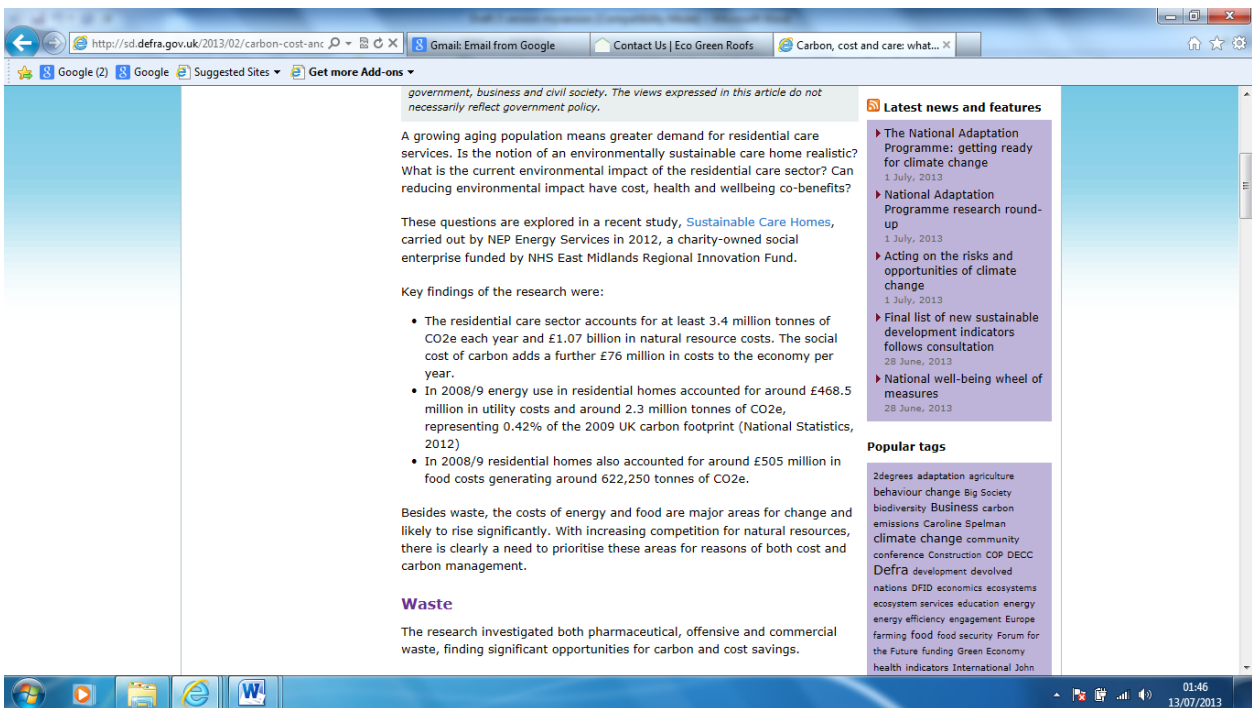 http://sd.defra.gov.uk/2013/02/carbon-cost-and
Gmail: Email from Google
Contact Us | Eco Green Roofs
Carbon, cost and care: what...
Google (2)
Google
Suggested Sites
Get more Add-ons
government, business and civil society. The views expressed in this article do not
necessarily reflect government policy.
A growing aging population means greater demand for residential care
services. Is the notion of an environmentally sustainable care home realistic?
What is the current environmental impact of the residential care sector? Can
reducing environmental impact have cost, health and wellbeing co-benefits?
These questions are explored in a recent study, Sustainable Care Homes,
carried out by NEP Energy Services in 2012, a charity-owned social
enterprise funded by NHS East Midlands Regional Innovation Fund.
Key findings of the research were:
• The residential care sector accounts for at least 3.4 million tonnes of
CO2e each year and £1.07 billion in natural resource costs. The social
cost of carbon adds a further £76 million in costs to the economy per
year.
• In 2008/9 energy use in residential homes accounted for around £468.5
million in utility costs and around 2.3 million tonnes of CO2e,
representing 0.42% of the 2009 UK carbon footprint (National Statistics,
2012)
• In 2008/9 residential homes also accounted for around £505 million in
food costs generating around 622,250 tonnes of CO2e.
Besides waste, the costs of energy and food are major areas for change and
likely to rise significantly. With increasing competition for natural resources,
there is clearly a need to prioritise these areas for reasons of both cost and
carbon management.
Waste
The research investigated both pharmaceutical, offensive and commercial
waste, finding significant opportunities for carbon and cost savings.
Latest news and features
The National Adaptation
Programme: getting ready
for climate change
1 July, 2013
National Adaptation
Programme research round-
up
1 July, 2013
Acting on the risks and
opportunities of climate
change
1 July, 2013
Final list of new sustainable
development indicators
follows consultation
28 June, 2013
National well-being wheel of
measures
28 June, 2013
Popular tags
2degrees adaptation agriculture
behaviour change Big Society
biodiversity Business carbon
emissions Caroline Spelman
climate change community
conference Construction COP DECC
Defra development devolved
nations DFID economics ecosystems
ecosystem services education energy
energy efficiency engagement Europe
farming food food security Forum for
the Future funding Green Economy
health indicators International John
01:46
13/07/2013